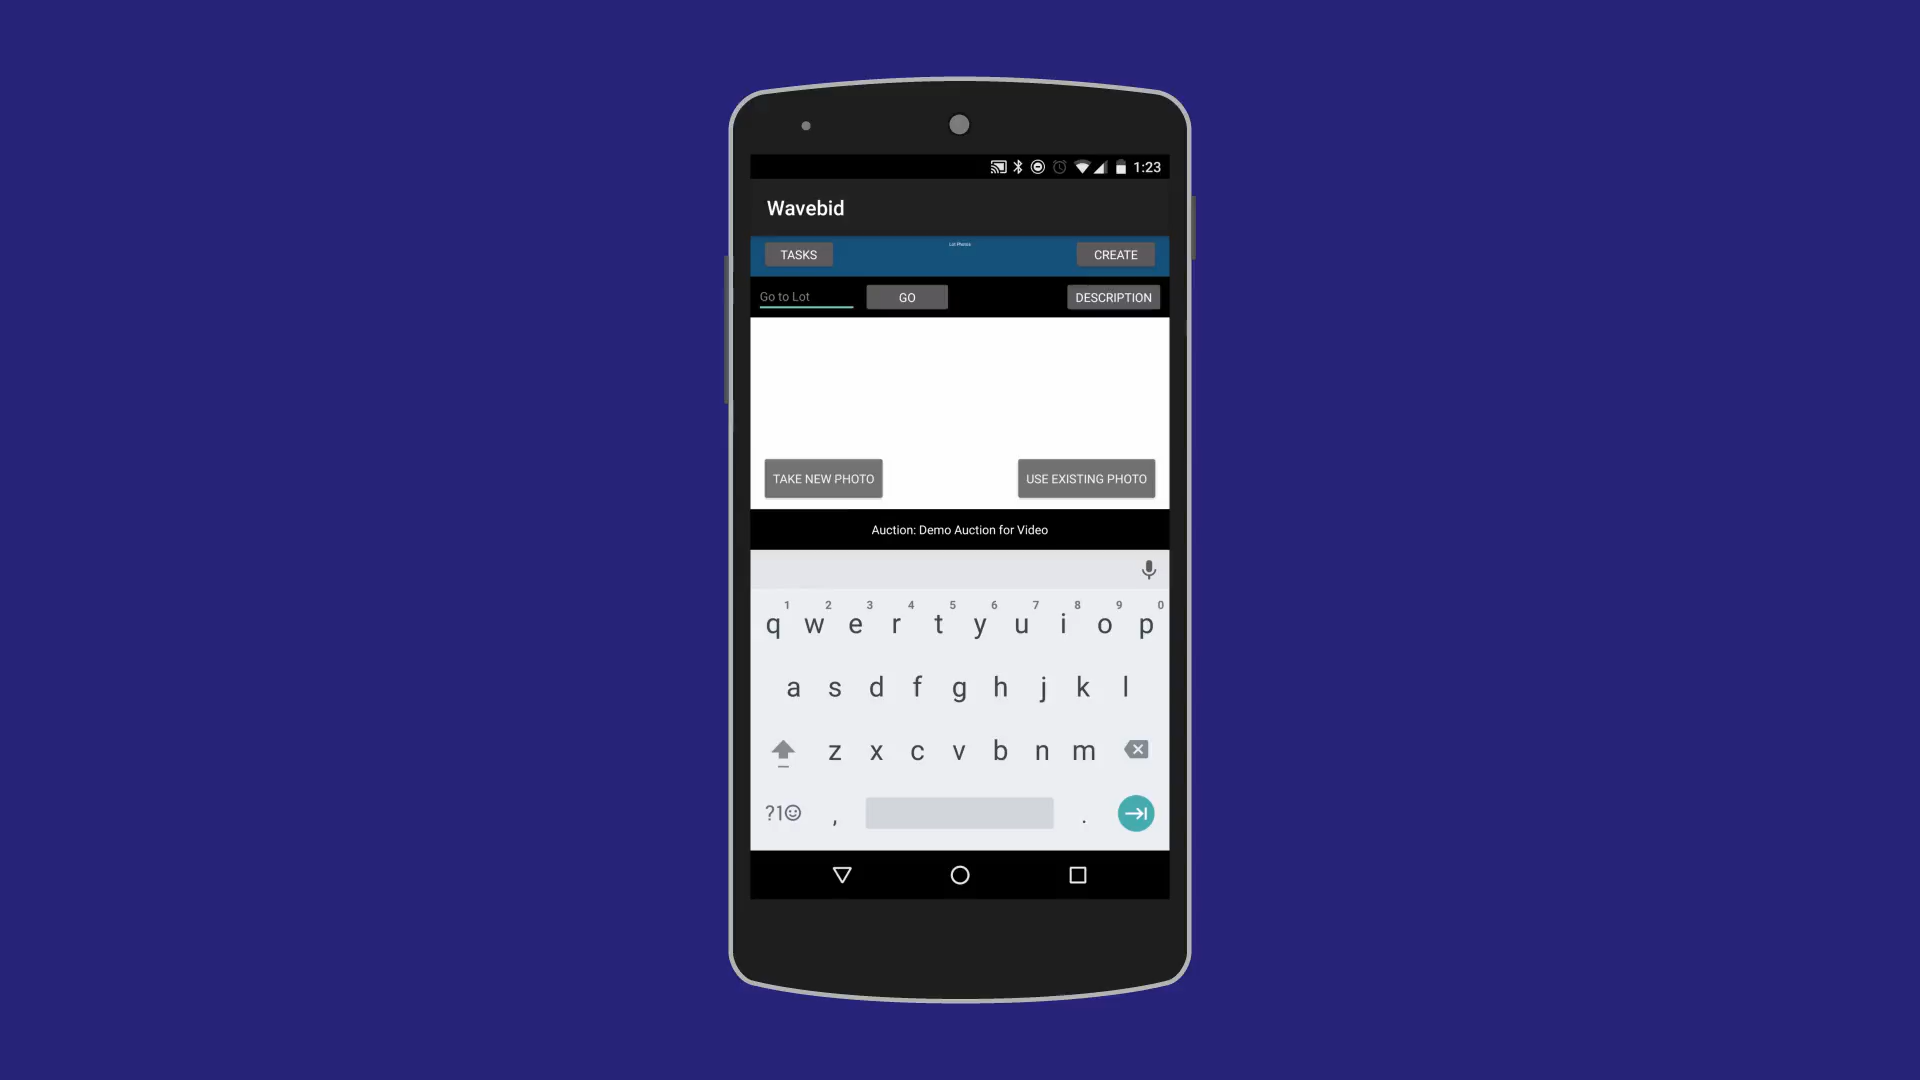 1:23
Wavebid
TASKS
Lot Photos
CREATE
Go to Lot
GO
DESCRIPTION
TAKE NEW PHOTO
USE EXISTING PHOTO
Auction: Demo Auction for Video
1 2 3 4 5 6 7 8 9 0
q w e r t y u i o p
a s d f g h j k l
z x c v b n m
?1☺ , .